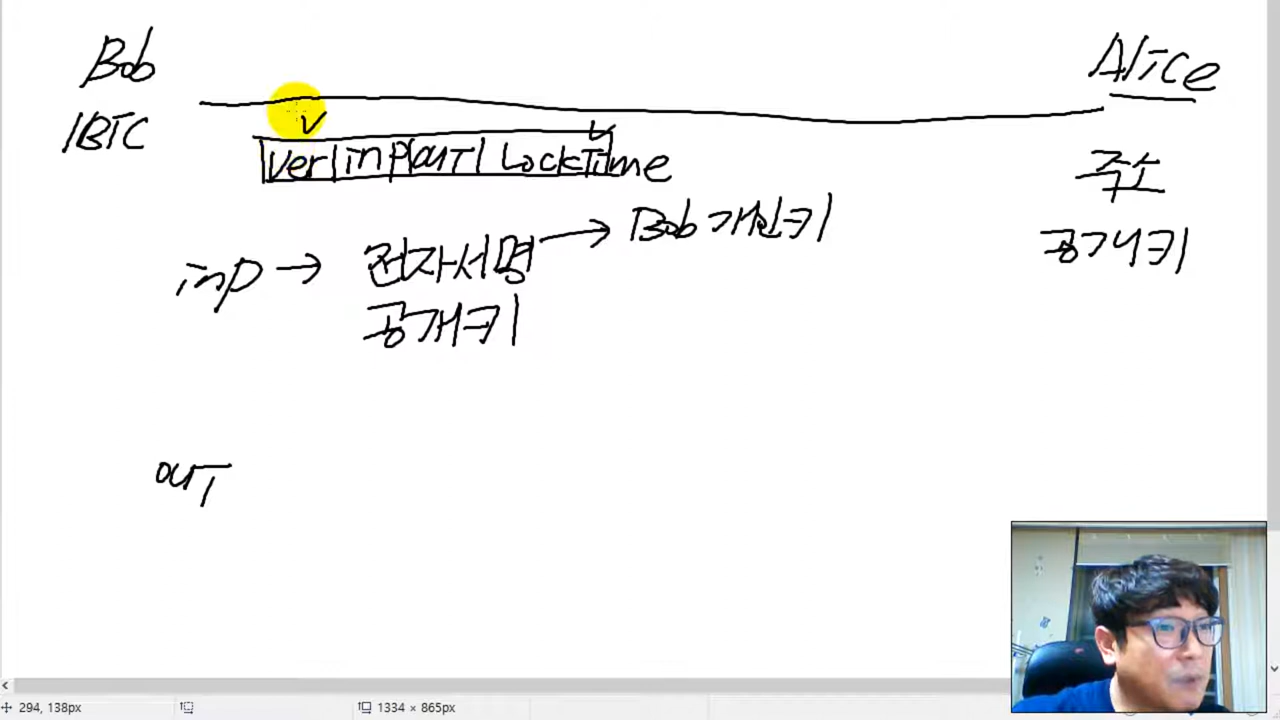 Bob
Alice
1BTC
ver inp out LockTime
주소
Bob 개인키
공개키
inp → 전자서명
공개키
out
294, 138px
1334 × 865px